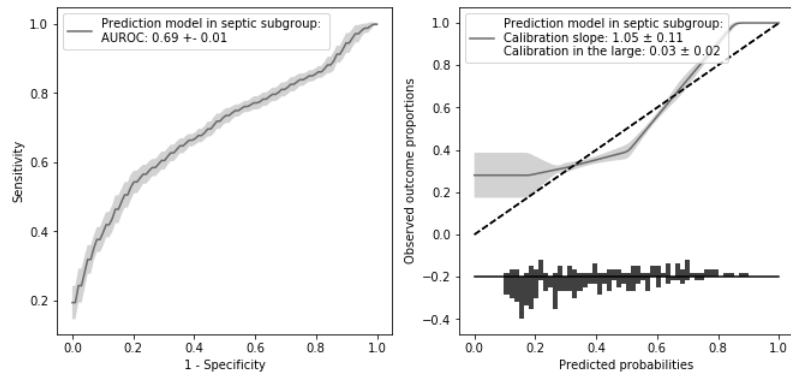 Prediction model in septic subgroup:
AUROC: 0.69 +- 0.01
1.0
0.8
0.6
0.4
0.2
Sensitivity
0.0
0.2
0.4
0.6
0.8
1.0
1 - Specificity
Prediction model in septic subgroup:
Calibration slope: 1.05 ± 0.11
Calibration in the large: 0.03 ± 0.02
1.0
0.8
0.6
0.4
0.2
0.0
−0.2
−0.4
Observed outcome proportions
0.0
0.2
0.4
0.6
0.8
1.0
Predicted probabilities